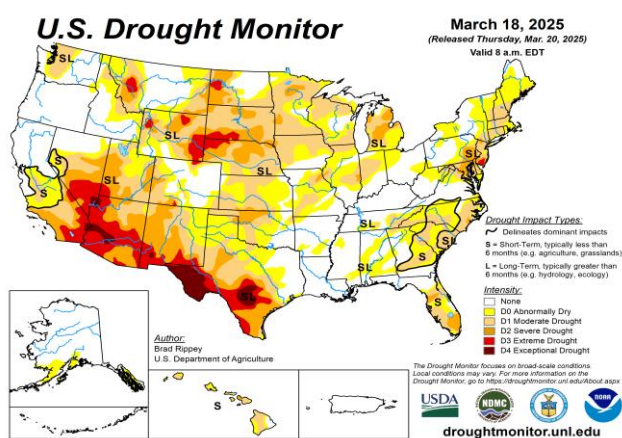 U.S. Drought Monitor
March 18, 2025
(Released Thursday, Mar. 20, 2025)
Valid 8 a.m. EDT
SL
SL
SL
SL
SL
SL
S
S
S
SL
SL
SL
SL
S
S
S
SL
S
Drought Impact Types:
Delineates dominant impacts
S = Short-Term, typically less than
6 months (e.g. agriculture, grasslands)
L = Long-Term, typically greater than
6 months (e.g. hydrology, ecology)
Intensity:
None
D0 Abnormally Dry
D1 Moderate Drought
D2 Severe Drought
D3 Extreme Drought
D4 Exceptional Drought
Author:
Brad Rippey
U.S. Department of Agriculture
The Drought Monitor focuses on broad-scale conditions.
Local conditions may vary. For more information on the
Drought Monitor, go to https://droughtmonitor.unl.edu/About.aspx
USDA
NDMC
NOAA
droughtmonitor.unl.edu